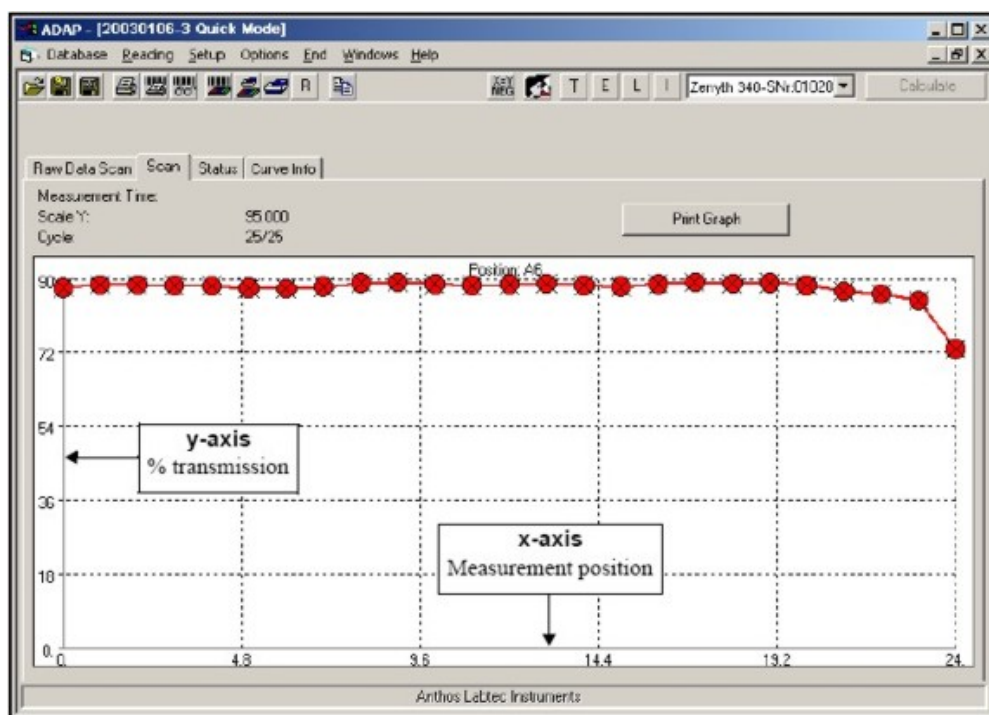 ADAP - [20030106-3 Quick Mode]
Database Reading Setup Options End Windows Help
R T E L I Zenyth 340-SNr:01020 Calculate
Raw Data Scan Scan Status Curve Info
Measurement Time:
Scale Y: 95.000
Cycle: 25/25
Print Graph
Position: A6
90
72
54
36
18
0.
y-axis
% transmission
x-axis
Measurement position
0. 4.8 9.6 14.4 19.2 24.
Anthos Labtec Instruments